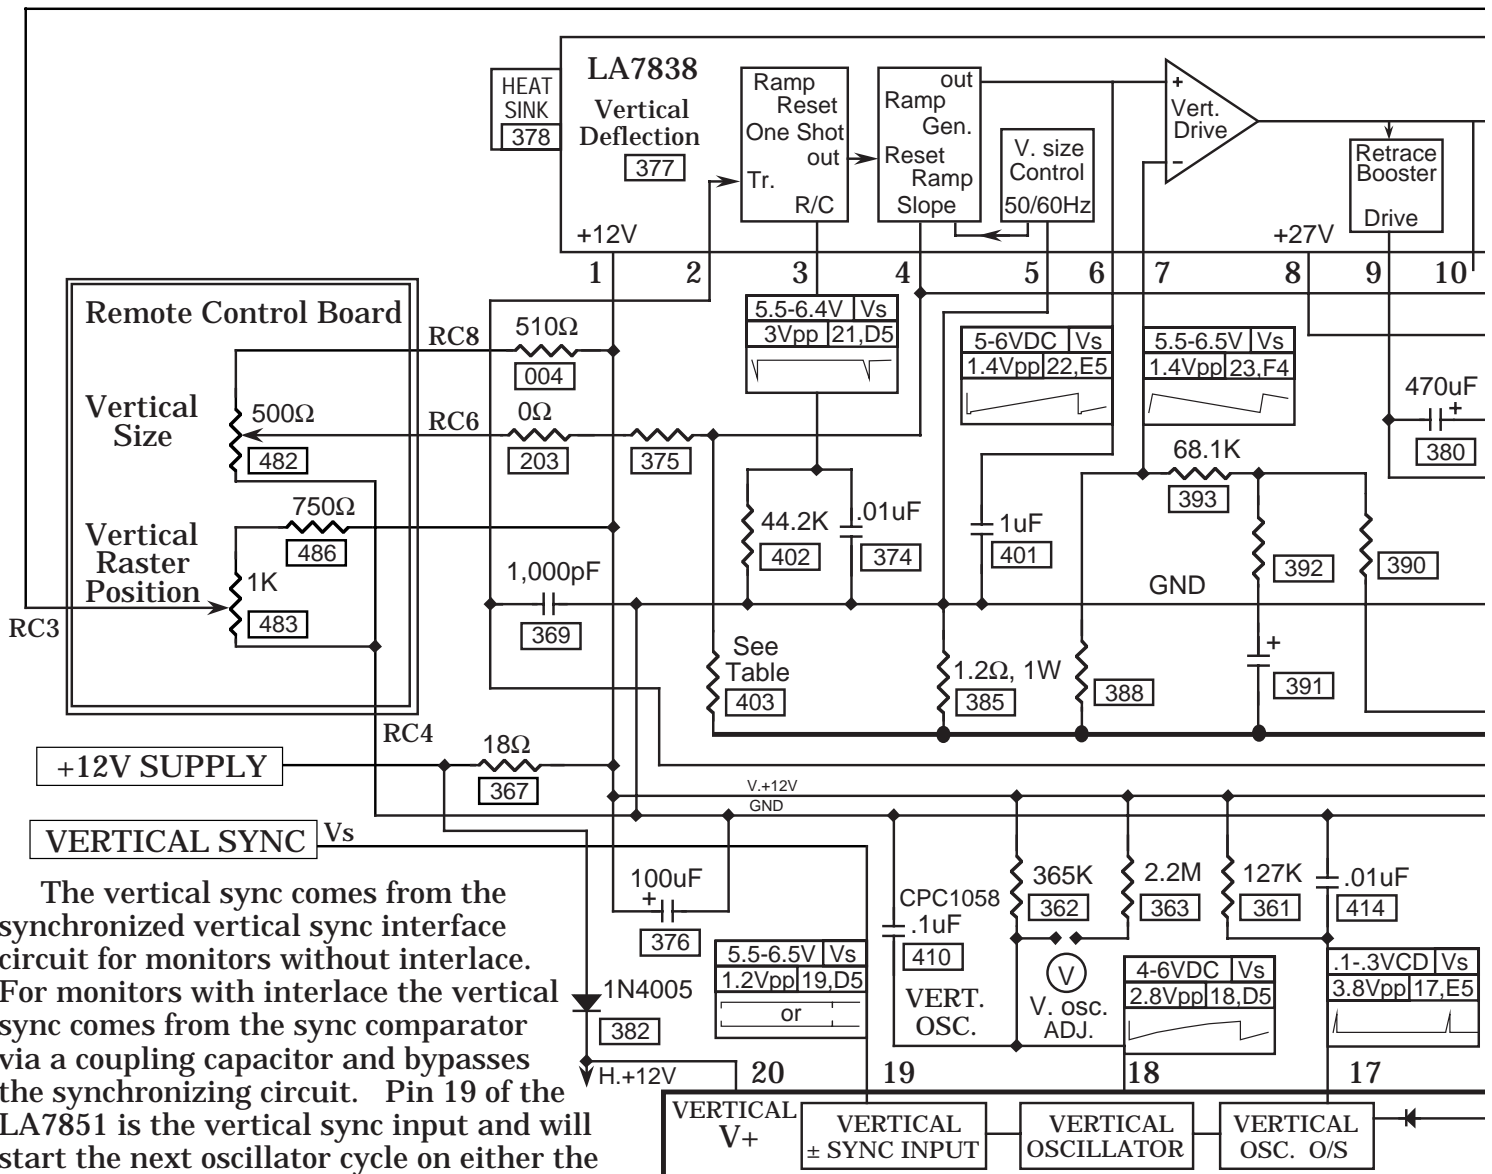 LA7838
Vertical
Deflection
377
HEAT
SINK
378
Ramp
Reset
One Shot
out
Tr.
R/C
out
Ramp
Gen.
Reset
Ramp
Slope
V. size
Control
50/60Hz
+
Vert.
Drive
−
Retrace
Booster
Drive
+12V
+27V
1
2
3
4
5
6
7
8
9
10
Remote Control Board
RC8
510Ω
004
5.5-6.4V Vs
3Vpp 21,D5
5-6VDC Vs
1.4Vpp 22,E5
5.5-6.5V Vs
1.4Vpp 23,F4
Vertical
Size
500Ω
482
RC6
0Ω
203
375
470uF
+
380
68.1K
393
750Ω
486
Vertical
Raster
Position
1K
483
RC3
44.2K
402
.01uF
374
1uF
401
392
390
1,000pF
369
GND
See
Table
403
1.2Ω, 1W
385
388
+
391
RC4
+12V SUPPLY
18Ω
367
V.+12V
GND
VERTICAL SYNC
Vs
The vertical sync comes from the
synchronized vertical sync interface
circuit for monitors without interlace.
For monitors with interlace the vertical
sync comes from the sync comparator
via a coupling capacitor and bypasses
the synchronizing circuit. Pin 19 of the
LA7851 is the vertical sync input and will
start the next oscillator cycle on either the
100uF
+
376
1N4005
382
H.+12V
5.5-6.5V Vs
1.2Vpp 19,D5
or
CPC1058
.1uF
410
VERT.
OSC.
365K
362
2.2M
363
127K
361
.01uF
414
V
V. osc.
ADJ.
4-6VDC Vs
2.8Vpp 18,D5
.1-.3VCD Vs
3.8Vpp 17,E5
20
19
18
17
VERTICAL
V+
VERTICAL
± SYNC INPUT
VERTICAL
OSCILLATOR
VERTICAL
OSC. O/S